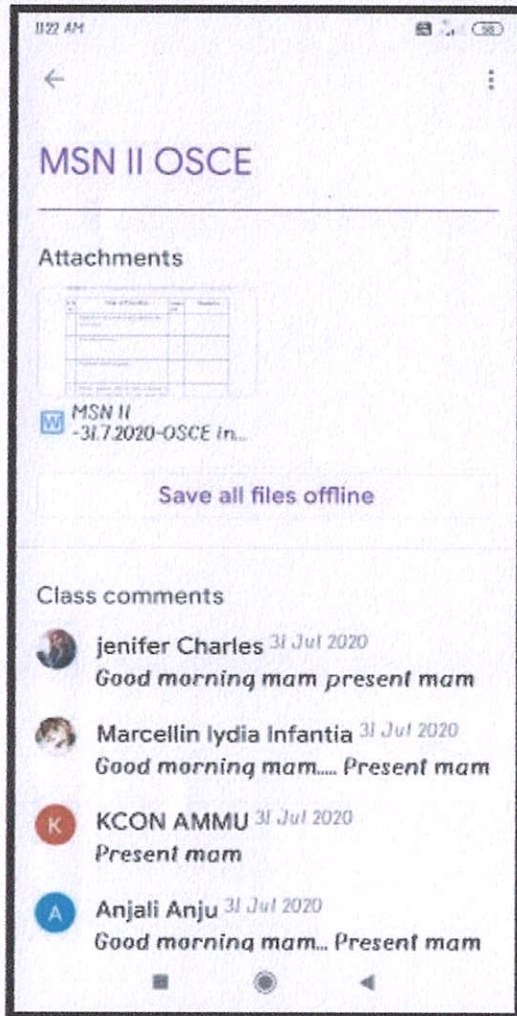 11:22 AM
58
MSN II OSCE
Attachments
MSN II
-31.7.2020-OSCE in...
Save all files offline
Class comments
jenifer Charles 31 Jul 2020
Good morning mam present mam
Marcellin lydia Infantia 31 Jul 2020
Good morning mam..... Present mam
K KCON AMMU 31 Jul 2020
Present mam
A Anjali Anju 31 Jul 2020
Good morning mam... Present mam